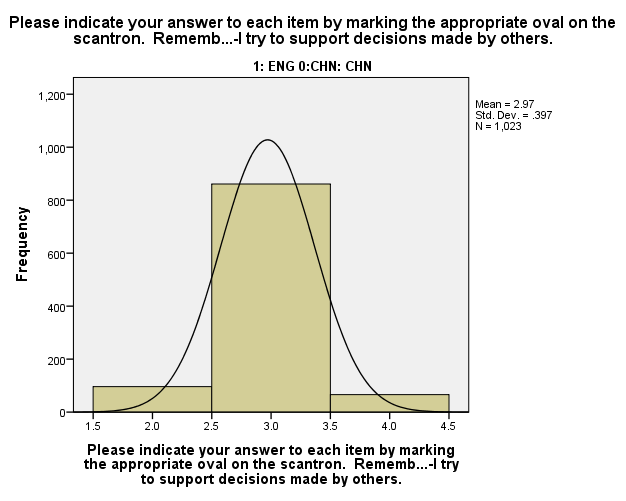 Please indicate your answer to each item by marking the appropriate oval on the
scantron.  Rememb...-I try to support decisions made by others.
1: ENG 0:CHN: CHN
Mean = 2.97
Std. Dev. = .397
N = 1,023
1,200
1,000
800
600
400
200
0
Frequency
1.5 2.0 2.5 3.0 3.5 4.0 4.5
Please indicate your answer to each item by marking
the appropriate oval on the scantron.  Rememb...-I try
to support decisions made by others.